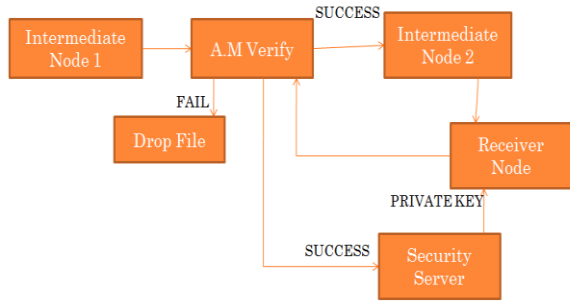 SUCCESS
Intermediate
Node 1
A.M Verify
Intermediate
Node 2
FAIL
Drop File
Receiver
Node
PRIVATE KEY
SUCCESS
Security
Server